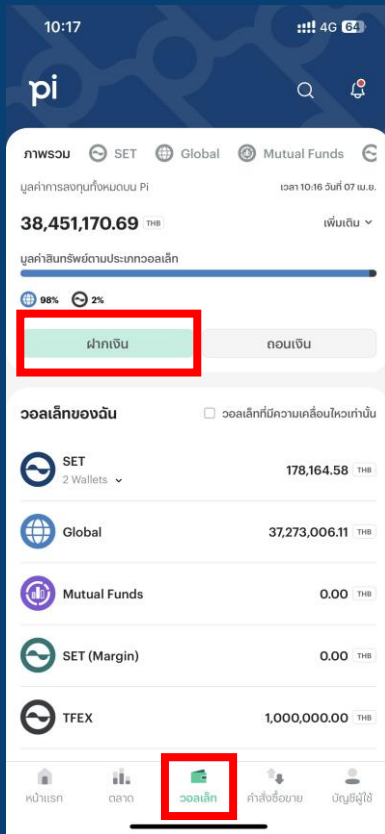 10:17
4G 64
pi
ภาพรวม SET Global Mutual Funds
มูลค่าการลงทุนทั้งหมดบน Pi เวลา 10:16 วันที่ 07 เม.ย.
38,451,170.69 THB เพิ่มเติม
มูลค่าสินทรัพย์ตามประเภทวอลเล็ท
98% 2%
ฝากเงิน ถอนเงิน
วอลเล็ทของฉัน วอลเล็ทที่มีความเคลื่อนไหวเท่านั้น
SET 178,164.58 THB
2 Wallets
Global 37,273,006.11 THB
Mutual Funds 0.00 THB
SET (Margin) 0.00 THB
TFEX 1,000,000.00 THB
หน้าแรก ตลาด วอลเล็ท คำสั่งซื้อขาย บัญชีผู้ใช้